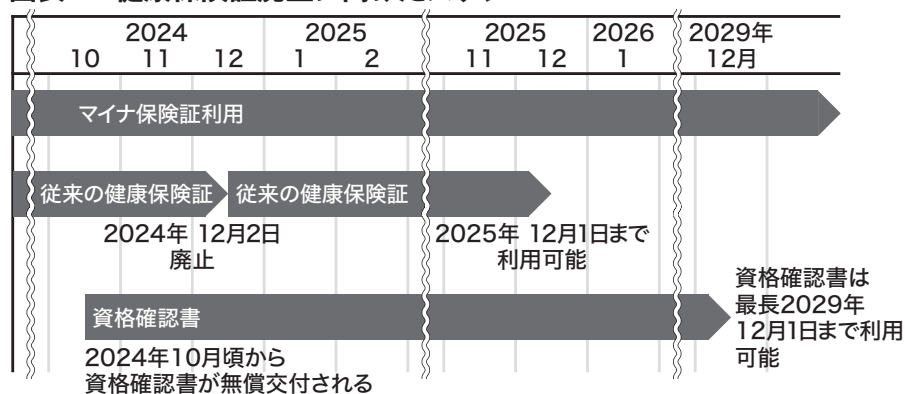 2024 2025 2025 2026 2029年
10 11 12 1 2 11 12 1 12月
マイナ保険証利用
従来の健康保険証 従来の健康保険証
2024年 12月2日
廃止
2025年 12月1日まで
利用可能
資格確認書
2024年10月頃から
資格確認書が無償交付される
資格確認書は
最長2029年
12月1日まで利用
可能